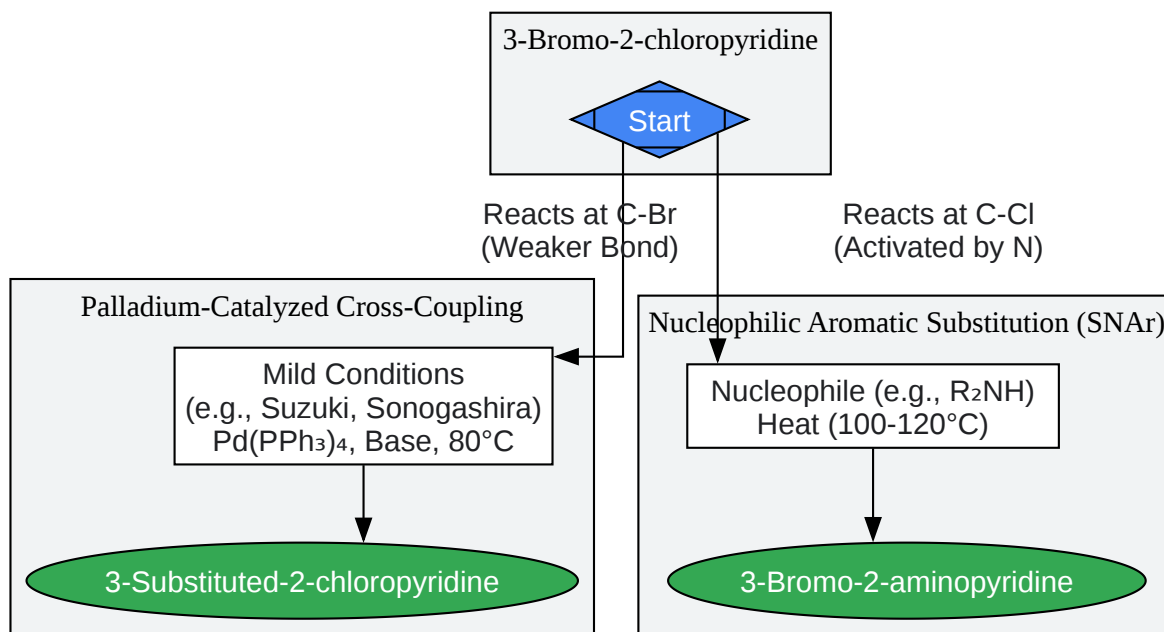 3-Bromo-2-chloropyridine
Start
Reacts at C-Br
(Weaker Bond)
Reacts at C-Cl
(Activated by N)
Palladium-Catalyzed Cross-Coupling
Mild Conditions
(e.g., Suzuki, Sonogashira)
Pd(PPh₃)₄, Base, 80°C
3-Substituted-2-chloropyridine
Nucleophilic Aromatic Substitution (SNAr)
Nucleophile (e.g., R₂NH)
Heat (100-120°C)
3-Bromo-2-aminopyridine